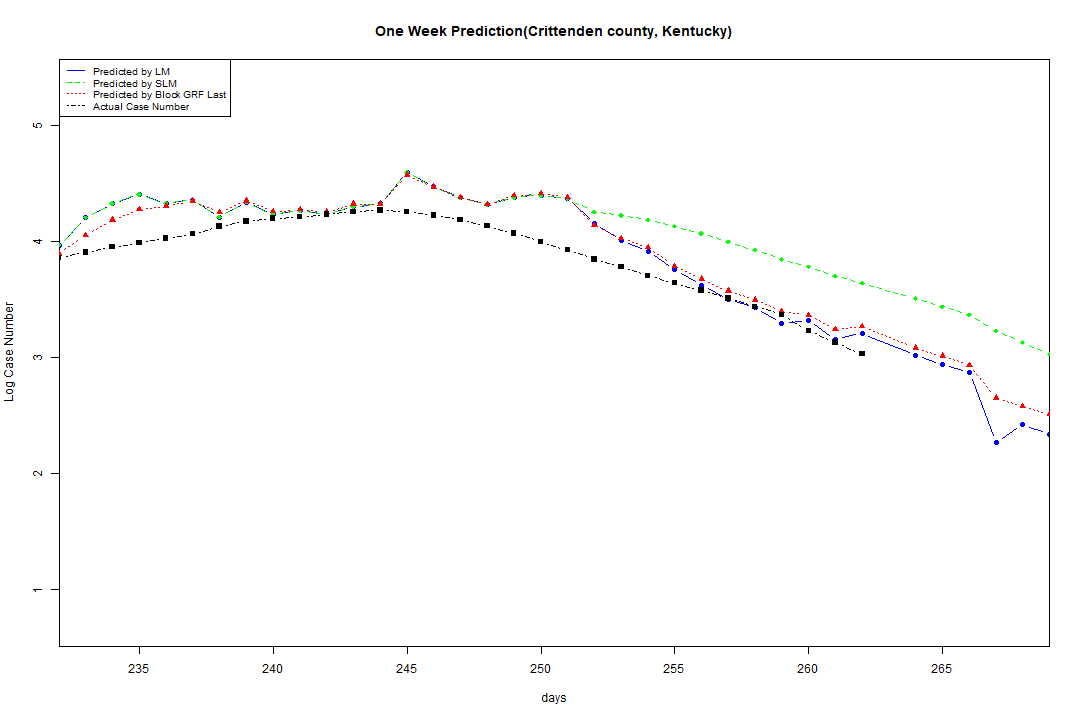 One Week Prediction(Crittenden county, Kentucky)
Predicted by LM
Predicted by SLM
Predicted by Block GRF Last
Actual Case Number
5
4
3
2
1
Log Case Number
235 240 245 250 255 260 265
days